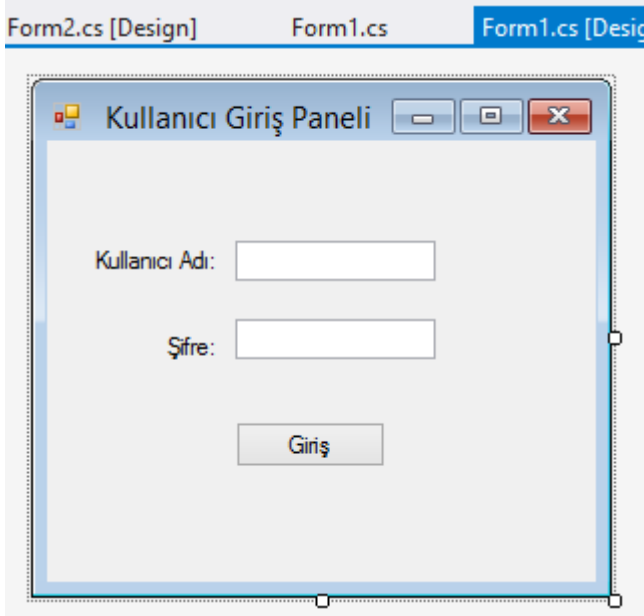 Form2.cs [Design] Form1.cs Form1.cs [Desig
Kullanıcı Giriş Paneli
Kullanıcı Adı:
Şifre:
Giriş